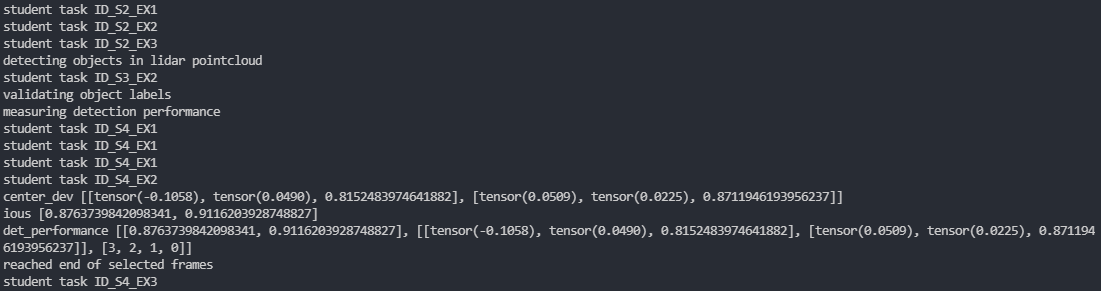 student task ID_S2_EX1
student task ID_S2_EX2
student task ID_S2_EX3
detecting objects in lidar pointcloud
student task ID_S3_EX2
validating object labels
measuring detection performance
student task ID_S4_EX1
student task ID_S4_EX1
student task ID_S4_EX1
student task ID_S4_EX2
center_dev [[tensor(-0.1058), tensor(0.0490), 0.8152483974641882], [tensor(0.0509), tensor(0.0225), 0.8711946193956237]]
ious [0.8763739842098341, 0.9116203928748827]
det_performance [[0.8763739842098341, 0.9116203928748827], [[tensor(-0.1058), tensor(0.0490), 0.8152483974641882], [tensor(0.0509), tensor(0.0225), 0.871194
6193956237]], [3, 2, 1, 0]]
reached end of selected frames
student task ID_S4_EX3